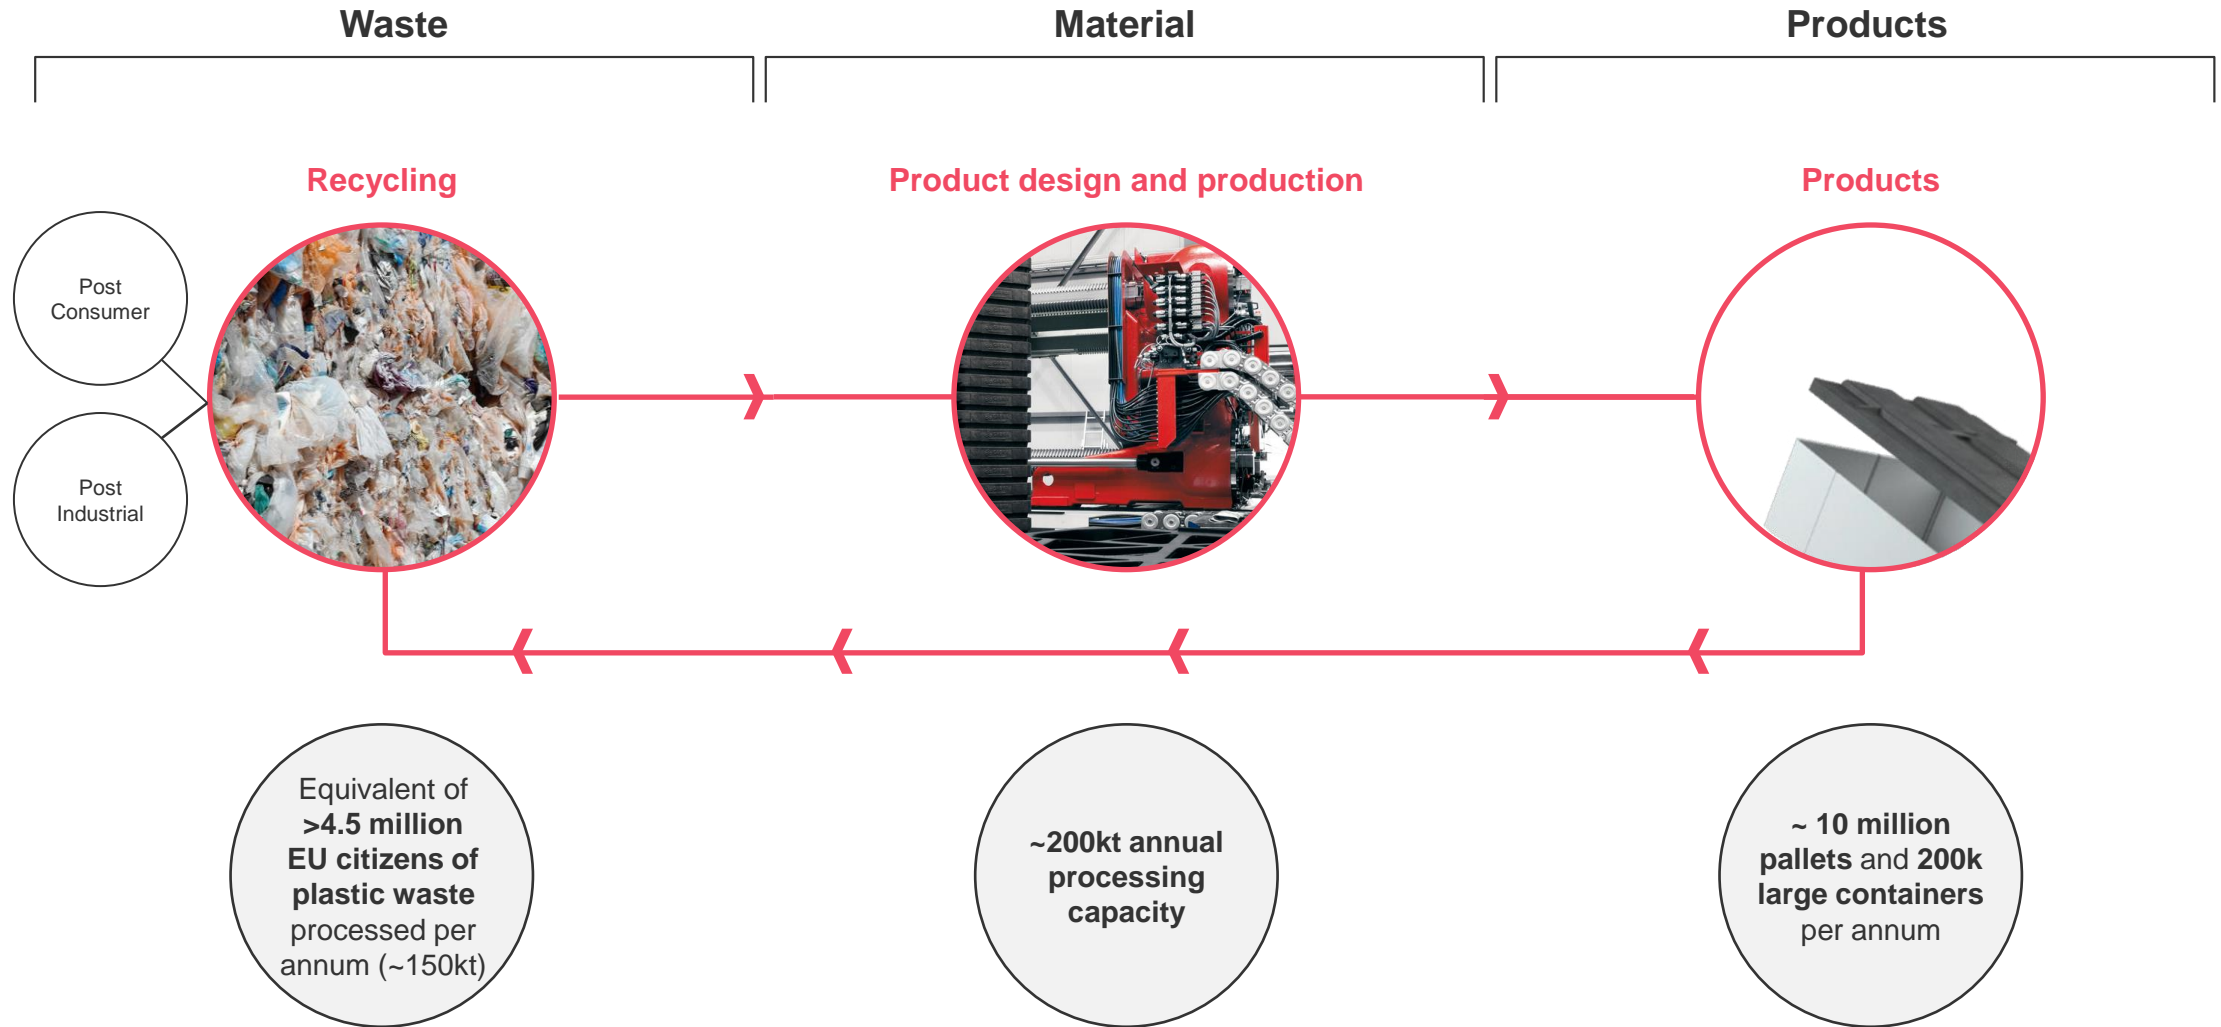 Waste
Material
Products
Recycling
Product design and production
Products
Post
Consumer
Post
Industrial
Equivalent of
>4.5 million
EU citizens of
plastic waste
processed per
annum (~150kt)
~200kt annual
processing
capacity
~ 10 million
pallets and 200k
large containers
per annum